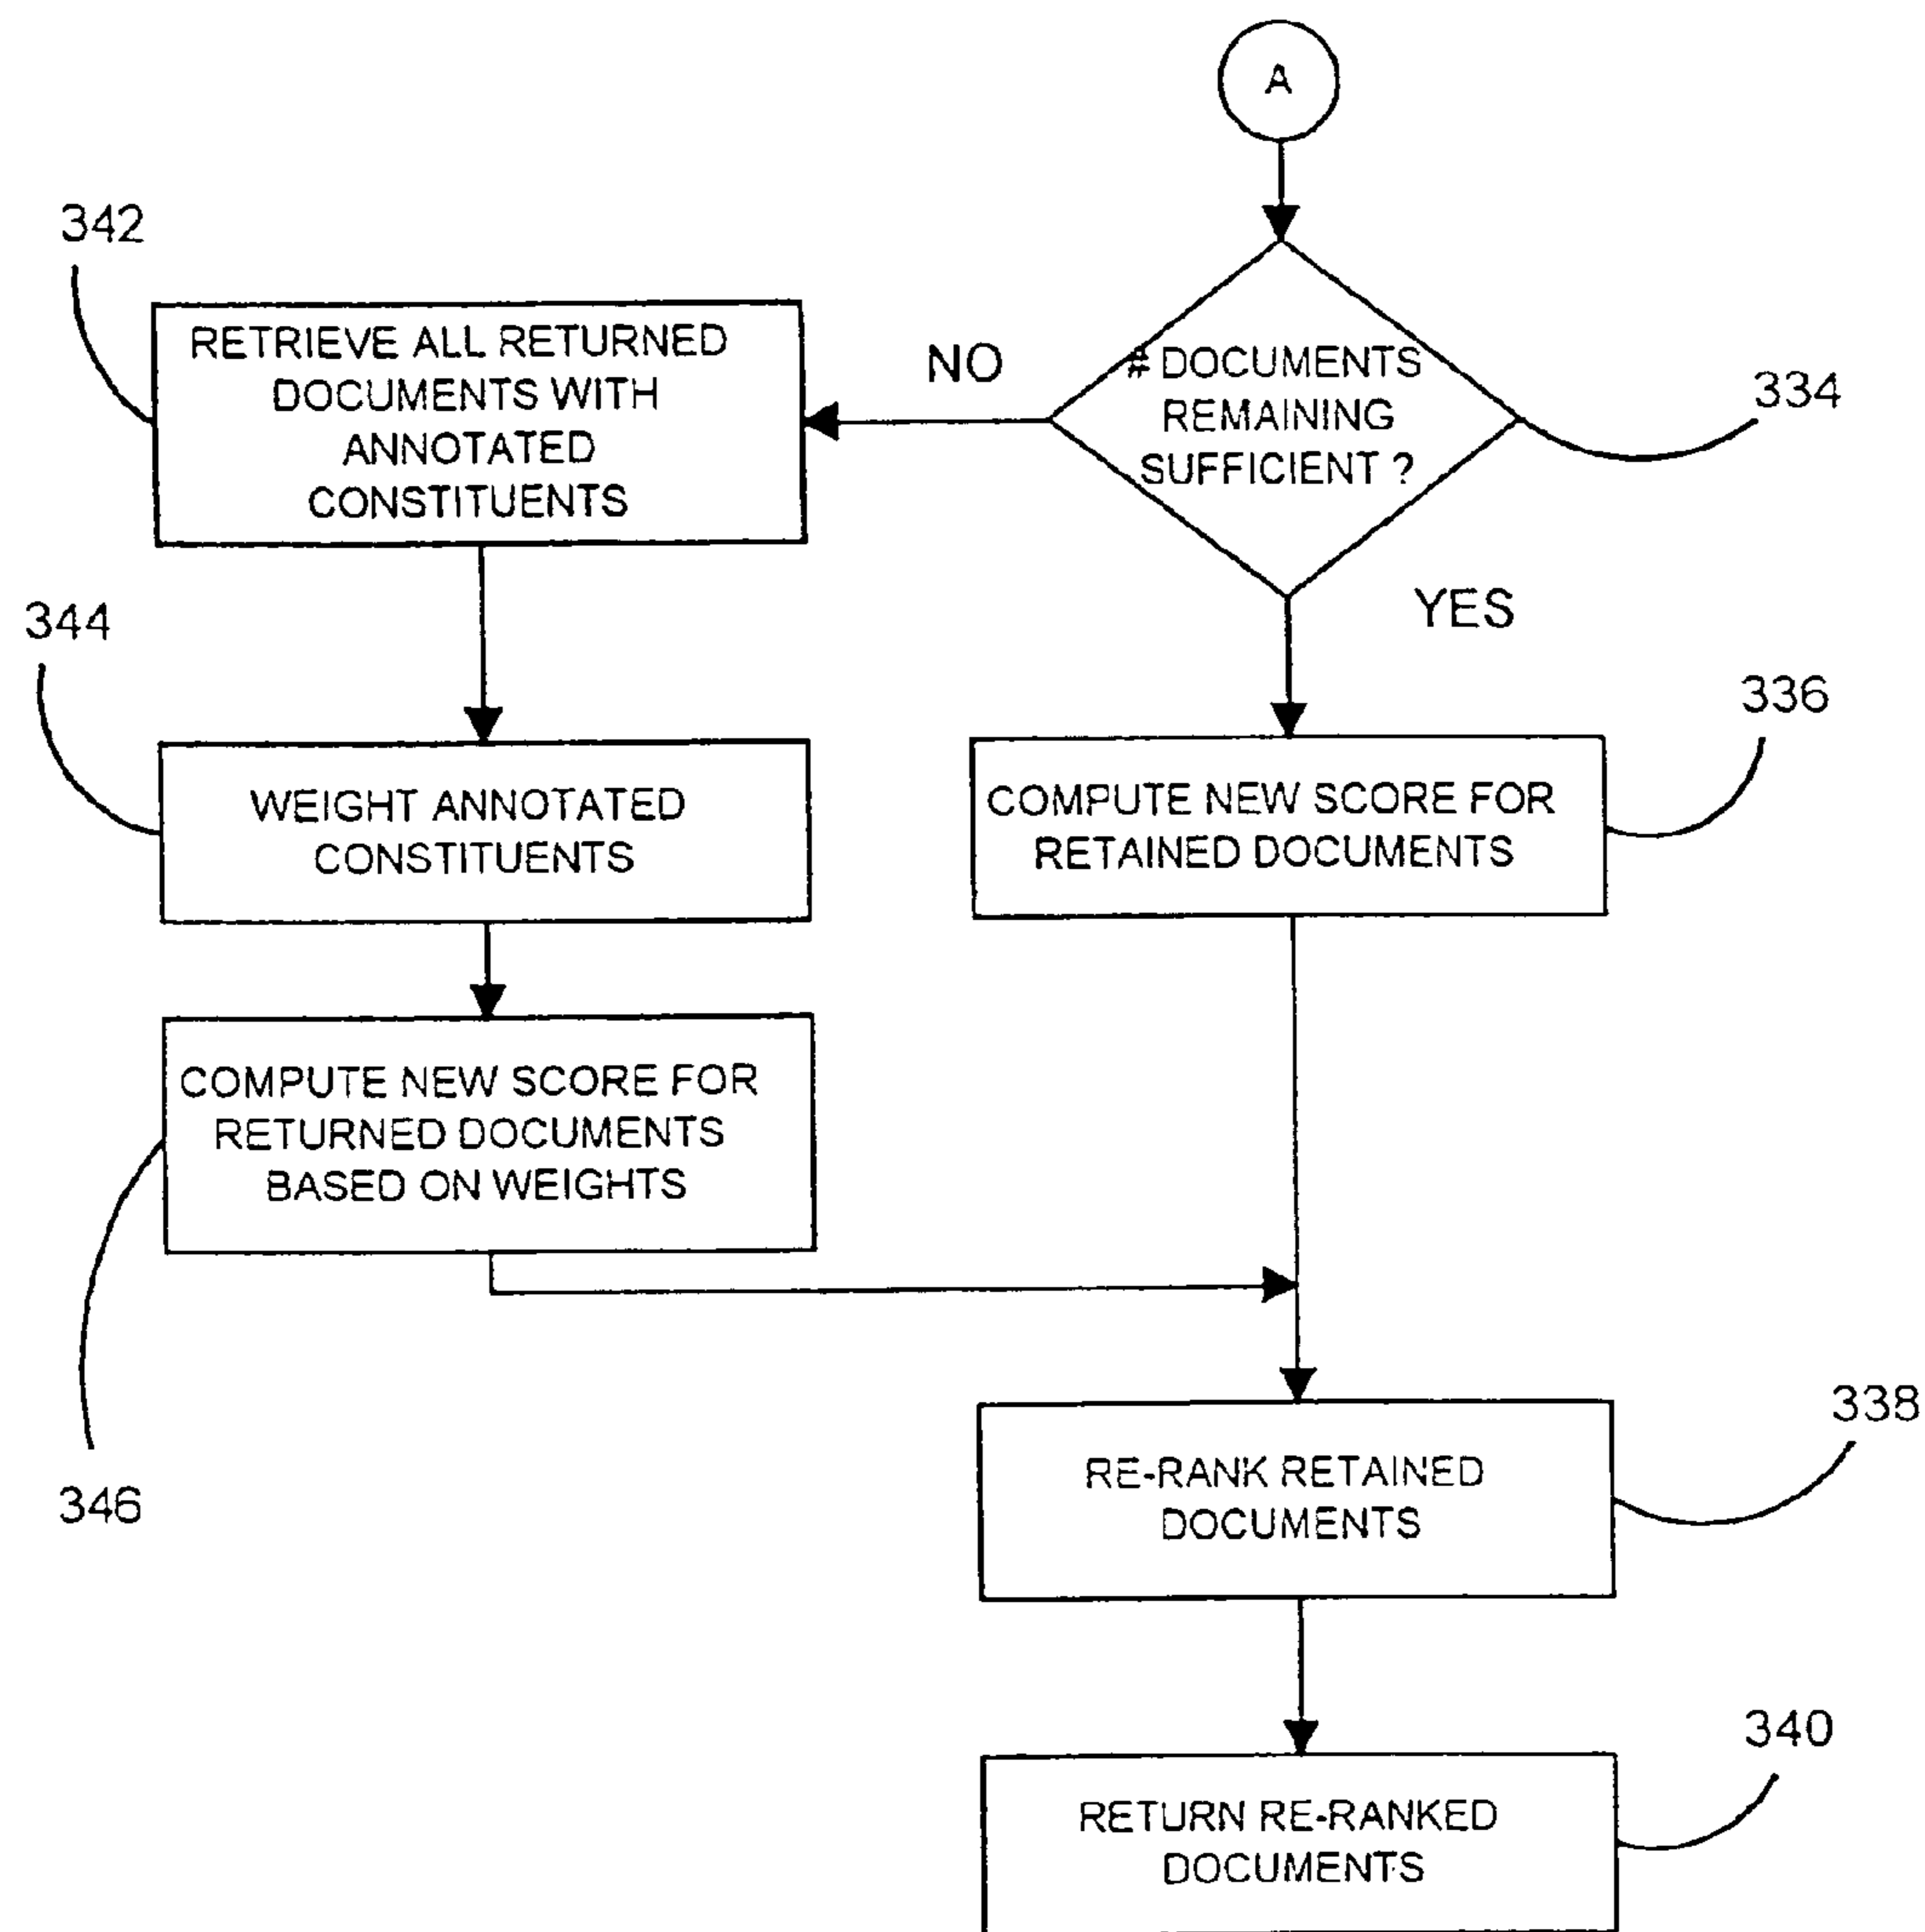 A
342
RETRIEVE ALL RETURNED
DOCUMENTS WITH
ANNOTATED
CONSTITUENTS
NO
# DOCUMENTS
REMAINING
SUFFICIENT ?
334
YES
344
WEIGHT ANNOTATED
CONSTITUENTS
336
COMPUTE NEW SCORE FOR
RETAINED DOCUMENTS
COMPUTE NEW SCORE FOR
RETURNED DOCUMENTS
BASED ON WEIGHTS
346
338
RE-RANK RETAINED
DOCUMENTS
340
RETURN RE-RANKED
DOCUMENTS